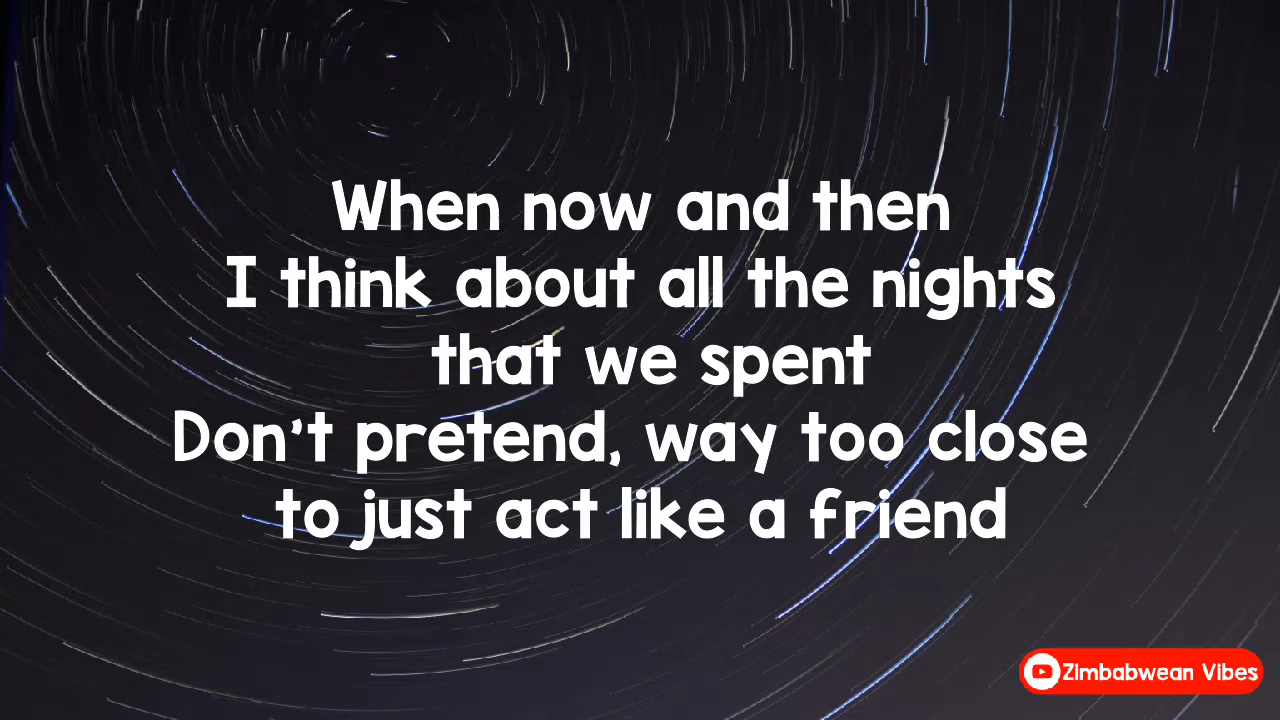 When now and then
I think about all the nights
that we spent
Don't pretend, way too close
to just act like a friend
Zimbabwean Vibes